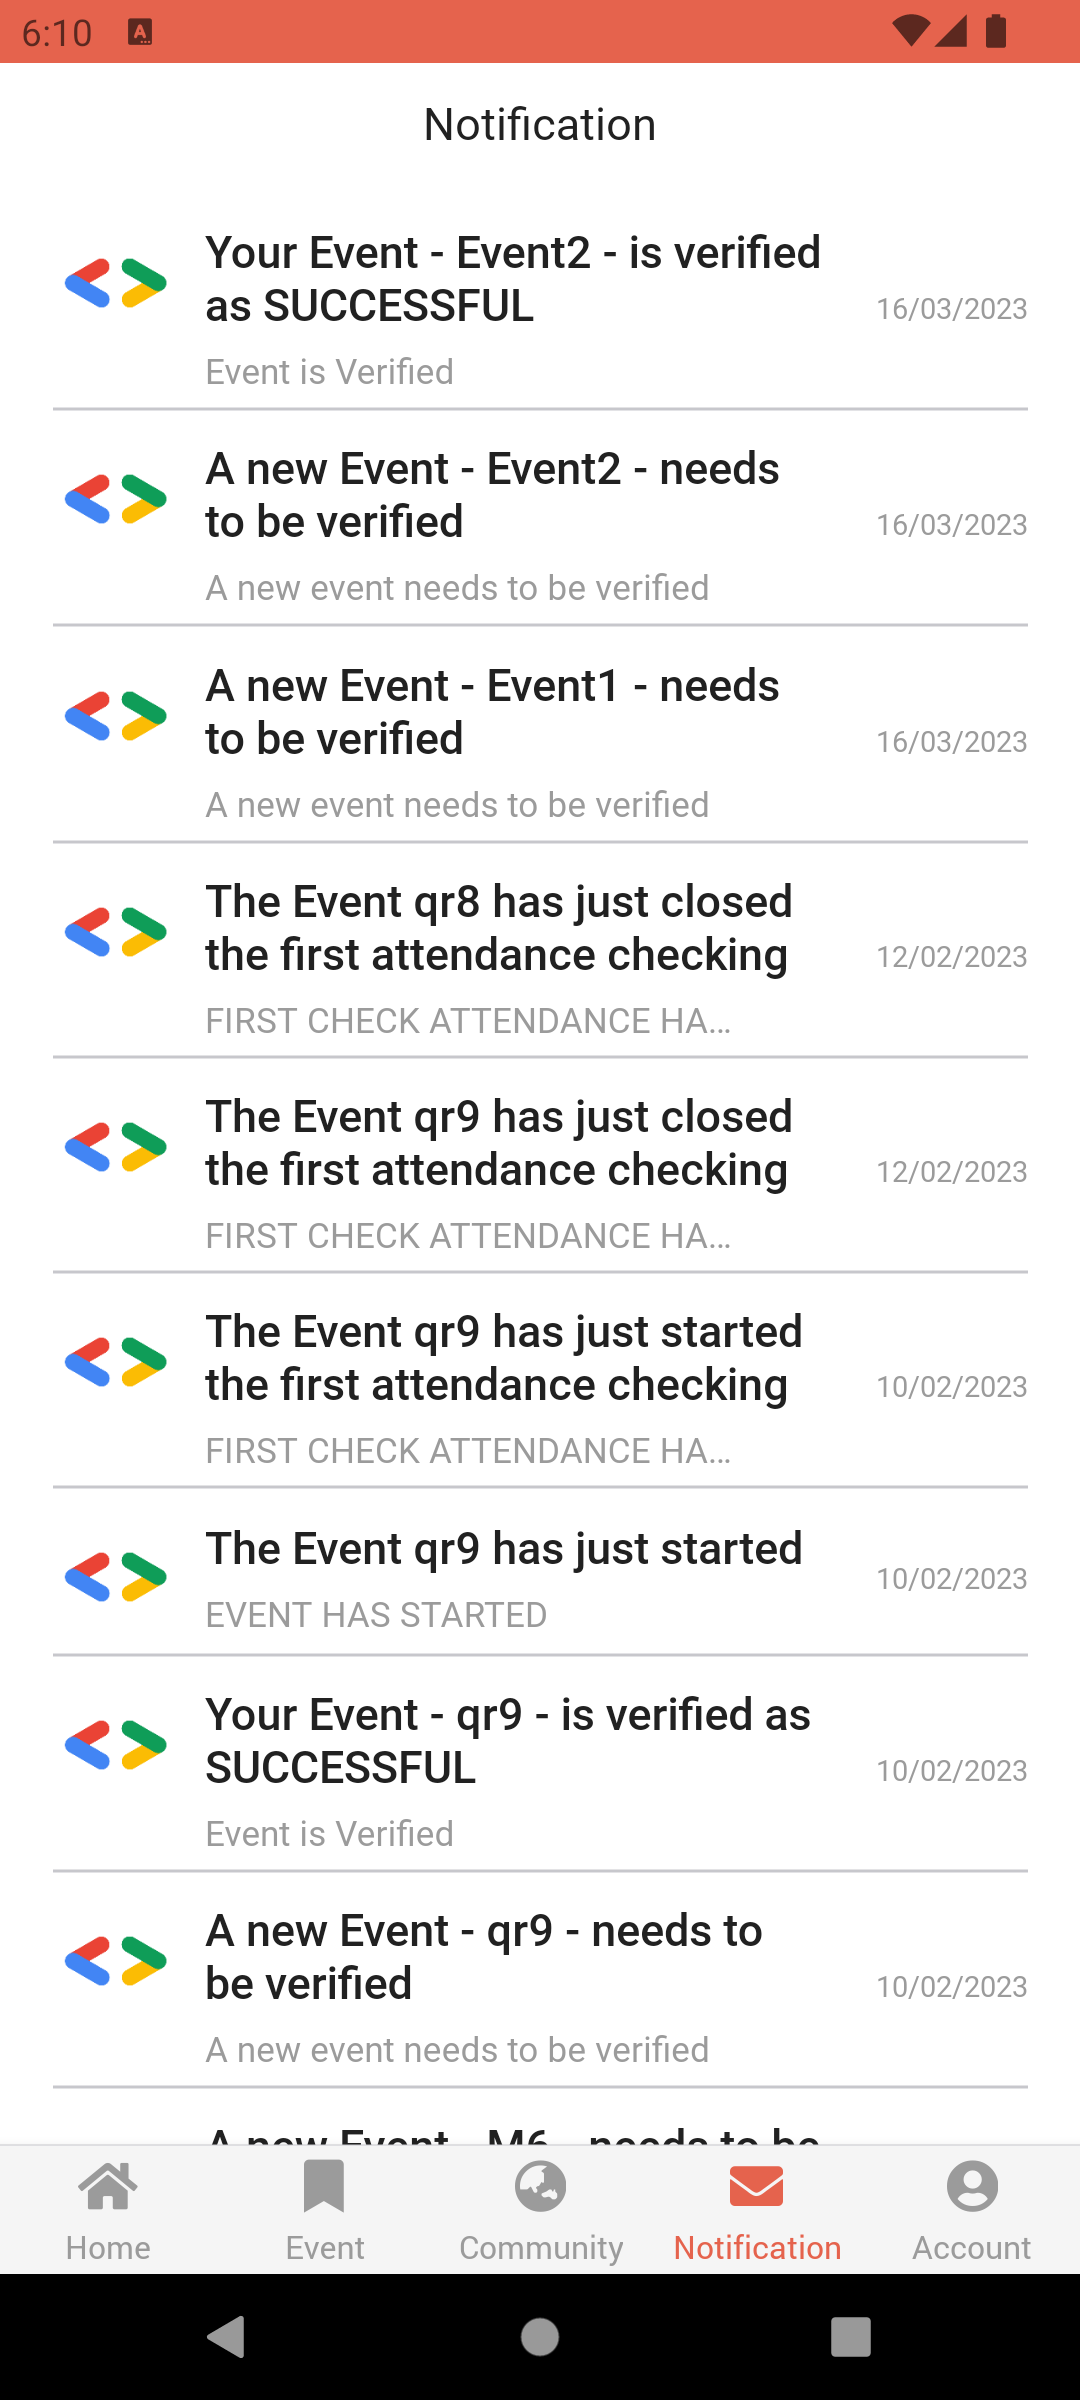 6:10
Notification
Your Event - Event2 - is verified
as SUCCESSFUL
16/03/2023
Event is Verified
A new Event - Event2 - needs
to be verified
16/03/2023
A new event needs to be verified
A new Event - Event1 - needs
to be verified
16/03/2023
A new event needs to be verified
The Event qr8 has just closed
the first attendance checking
12/02/2023
FIRST CHECK ATTENDANCE HA...
The Event qr9 has just closed
the first attendance checking
12/02/2023
FIRST CHECK ATTENDANCE HA...
The Event qr9 has just started
the first attendance checking
10/02/2023
FIRST CHECK ATTENDANCE HA...
The Event qr9 has just started
10/02/2023
EVENT HAS STARTED
Your Event - qr9 - is verified as
SUCCESSFUL
10/02/2023
Event is Verified
A new Event - qr9 - needs to
be verified
10/02/2023
A new event needs to be verified
A new Event - M6 - needs to be
Home
Event
Community
Notification
Account